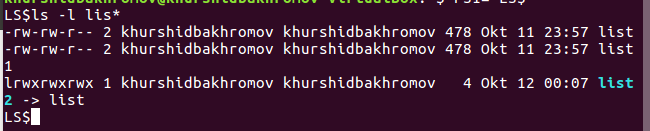 LS$ls -l lis*
-rw-rw-r-- 2 khurshidbakhromov khurshidbakhromov 478 Okt 11 23:57 list
-rw-rw-r-- 2 khurshidbakhromov khurshidbakhromov 478 Okt 11 23:57 list
1
lrwxrwxrwx 1 khurshidbakhromov khurshidbakhromov   4 Okt 12 00:07 list
2 -> list
LS$